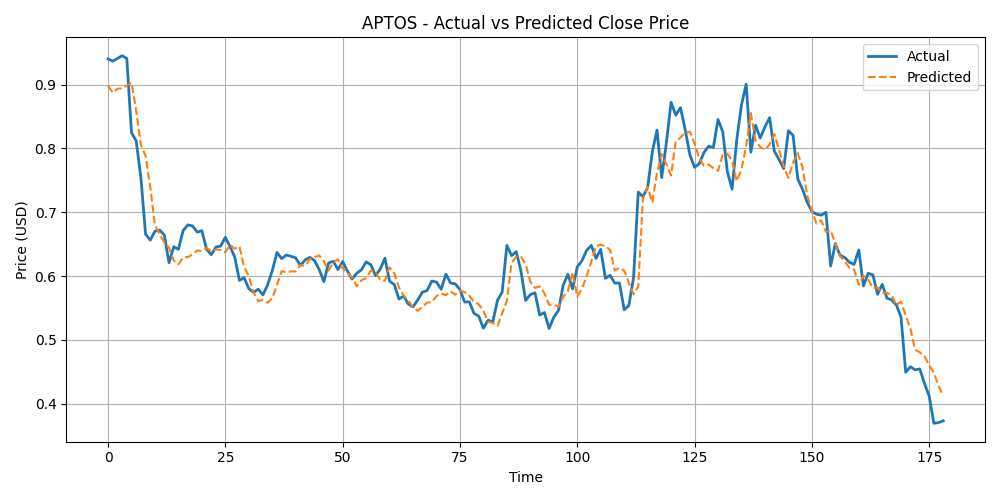 APTOS - Actual vs Predicted Close Price
Actual
Predicted
Price (USD)
0.9
0.8
0.7
0.6
0.5
0.4
0 25 50 75 100 125 150 175
Time